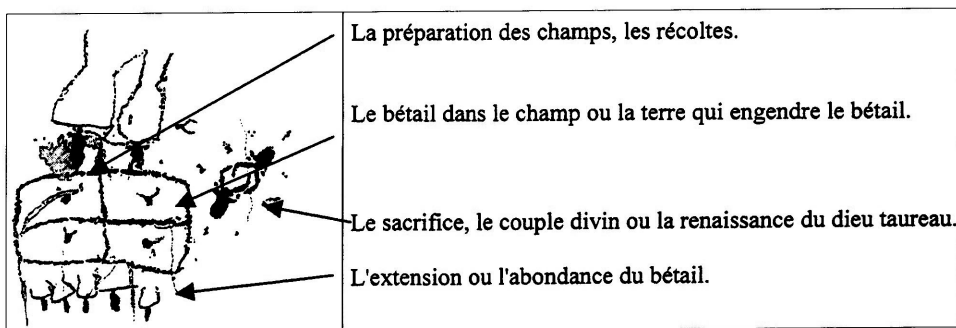 La préparation des champs, les récoltes.
Le bétail dans le champ ou la terre qui engendre le bétail.
Le sacrifice, le couple divin ou la renaissance du dieu taureau.
L'extension ou l'abondance du bétail.